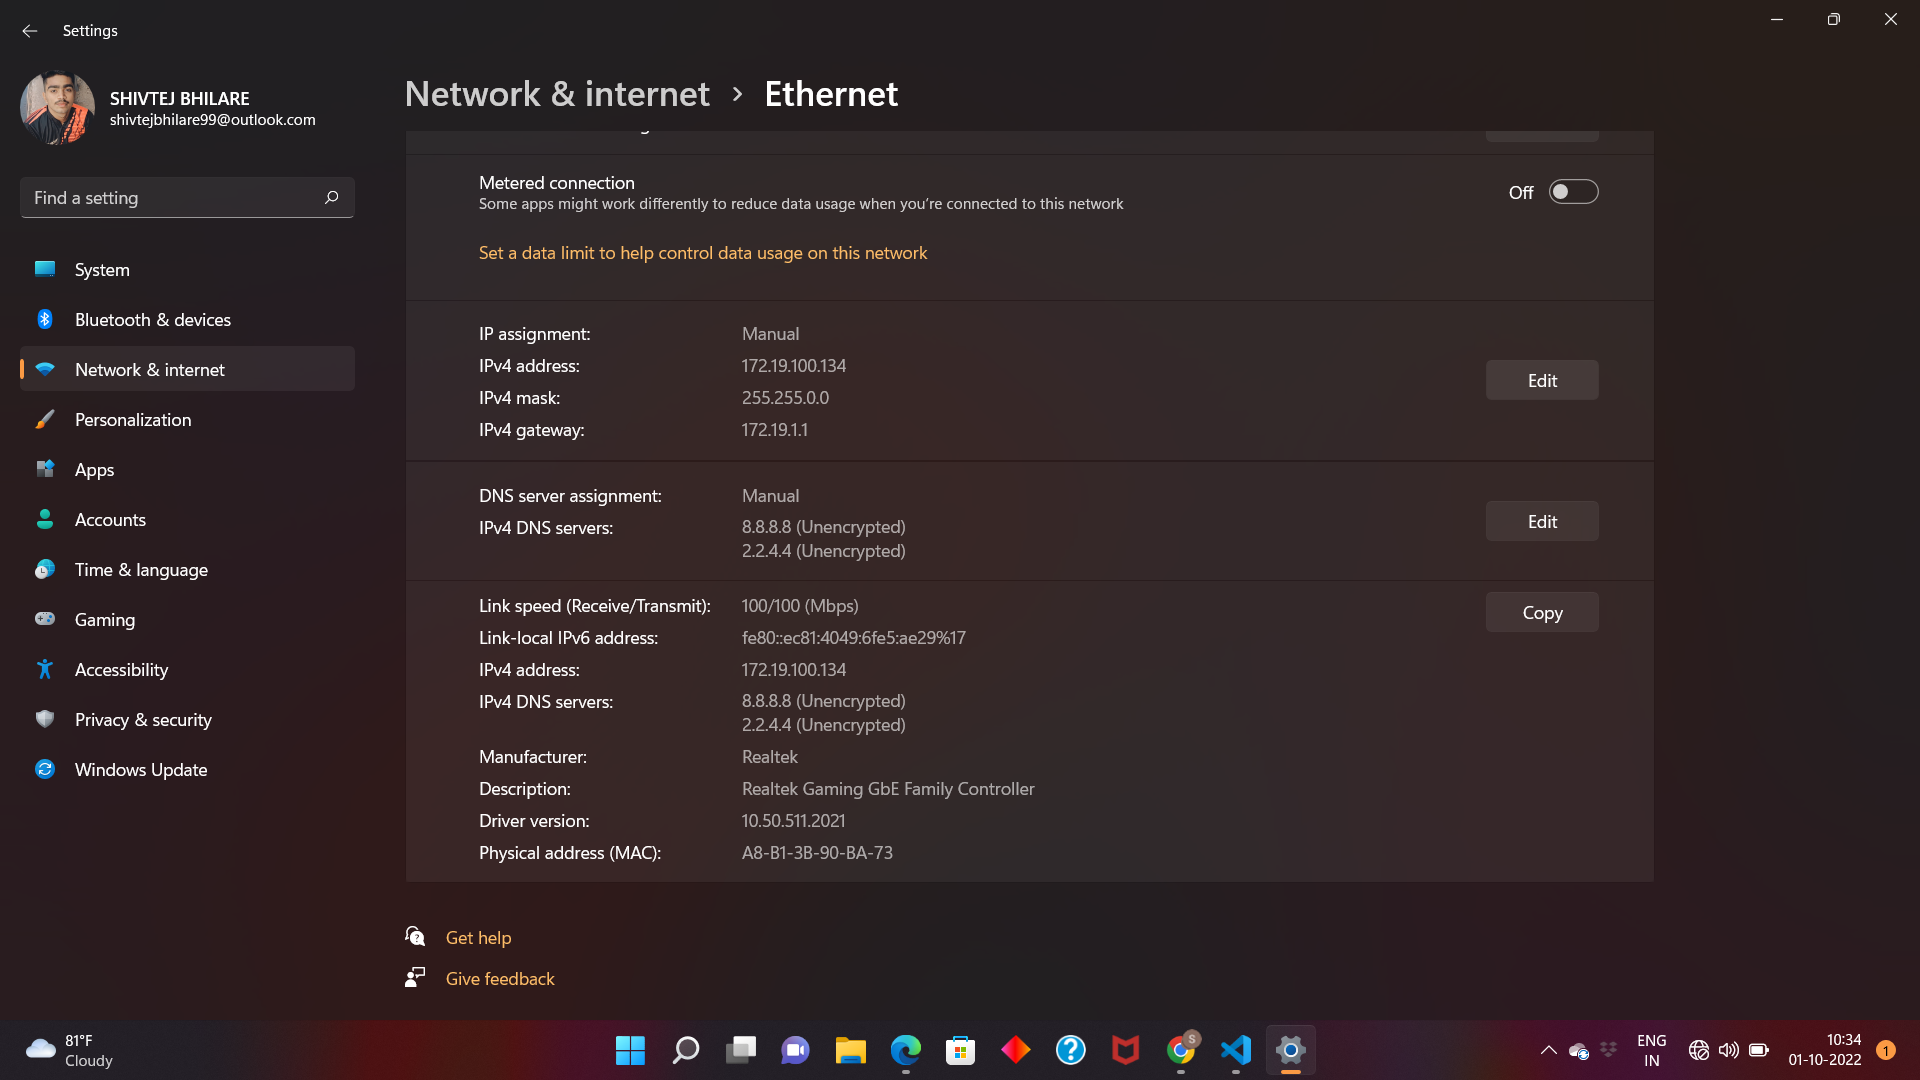 Settings
SHIVTEJ BHILARE
shivtejbhilare99@outlook.com
Find a setting
System
Bluetooth & devices
Network & internet
Personalization
Apps
Accounts
Time & language
Gaming
Accessibility
Privacy & security
Windows Update
Network & internet > Ethernet
Metered connection
Some apps might work differently to reduce data usage when you're connected to this network
Off
Set a data limit to help control data usage on this network
IP assignment: Manual
IPv4 address: 172.19.100.134
IPv4 mask: 255.255.0.0
IPv4 gateway: 172.19.1.1
Edit
DNS server assignment: Manual
IPv4 DNS servers: 8.8.8.8 (Unencrypted)
2.2.4.4 (Unencrypted)
Edit
Link speed (Receive/Transmit): 100/100 (Mbps)
Link-local IPv6 address: fe80::ec81:4049:6fe5:ae29%17
IPv4 address: 172.19.100.134
IPv4 DNS servers: 8.8.8.8 (Unencrypted)
2.2.4.4 (Unencrypted)
Manufacturer: Realtek
Description: Realtek Gaming GbE Family Controller
Driver version: 10.50.511.2021
Physical address (MAC): A8-B1-3B-90-BA-73
Copy
Get help
Give feedback
81°F
Cloudy
S
ENG
IN
10:34
01-10-2022
1